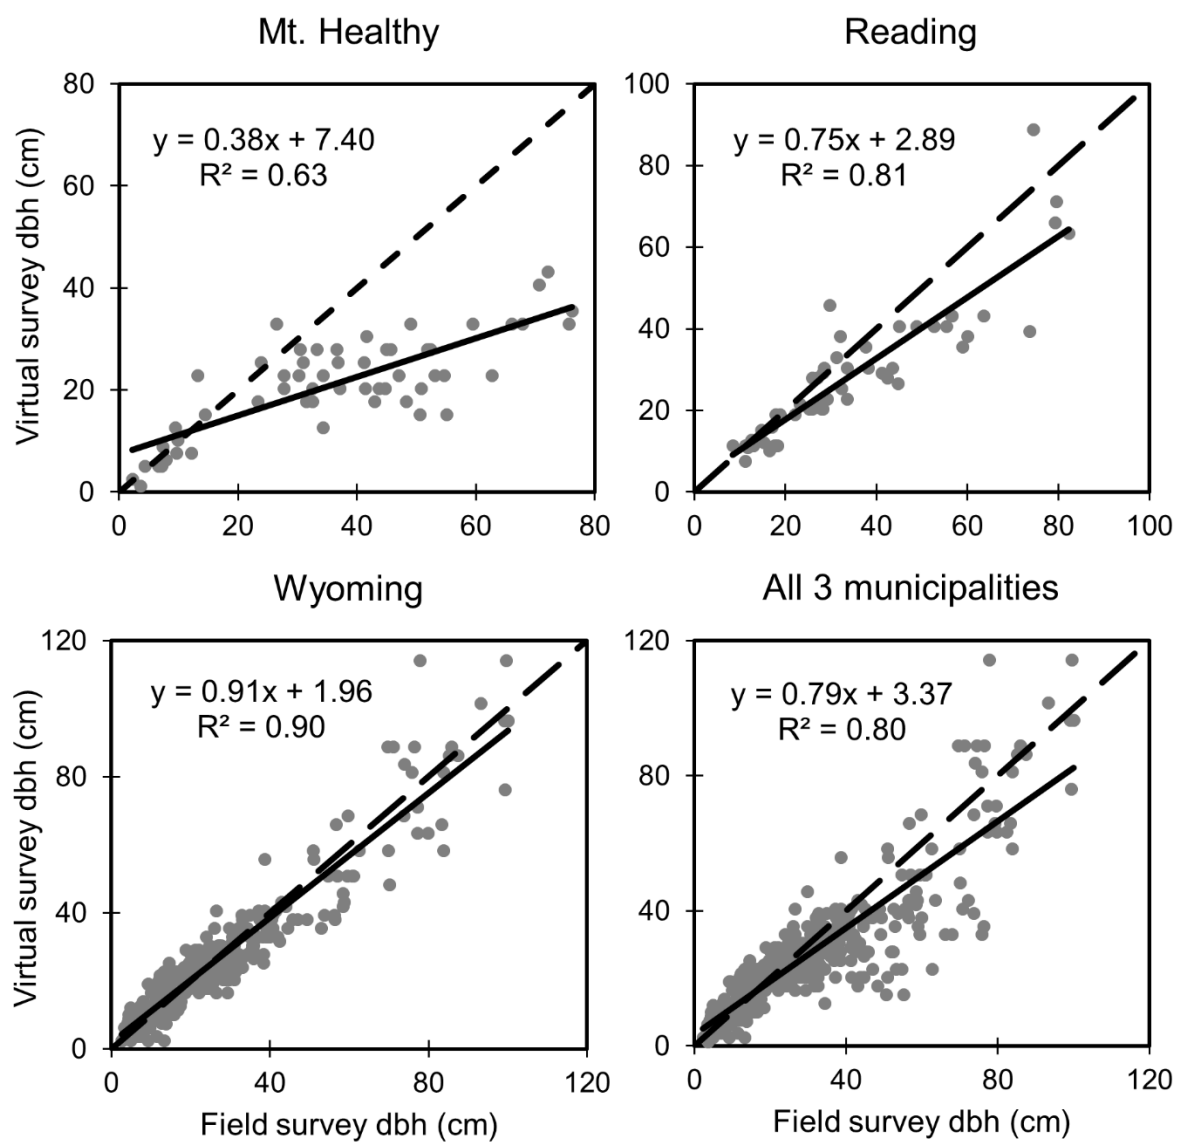 Mt. Healthy
80
60
40
20
0
0 20 40 60 80
Virtual survey dbh (cm)
y = 0.38x + 7.40
R² = 0.63
Reading
100
80
60
40
20
0
0 20 40 60 80 100
y = 0.75x + 2.89
R² = 0.81
Wyoming
120
80
40
0
0 40 80 120
Virtual survey dbh (cm)
Field survey dbh (cm)
y = 0.91x + 1.96
R² = 0.90
All 3 municipalities
120
80
40
0
0 40 80 120
Field survey dbh (cm)
y = 0.79x + 3.37
R² = 0.80